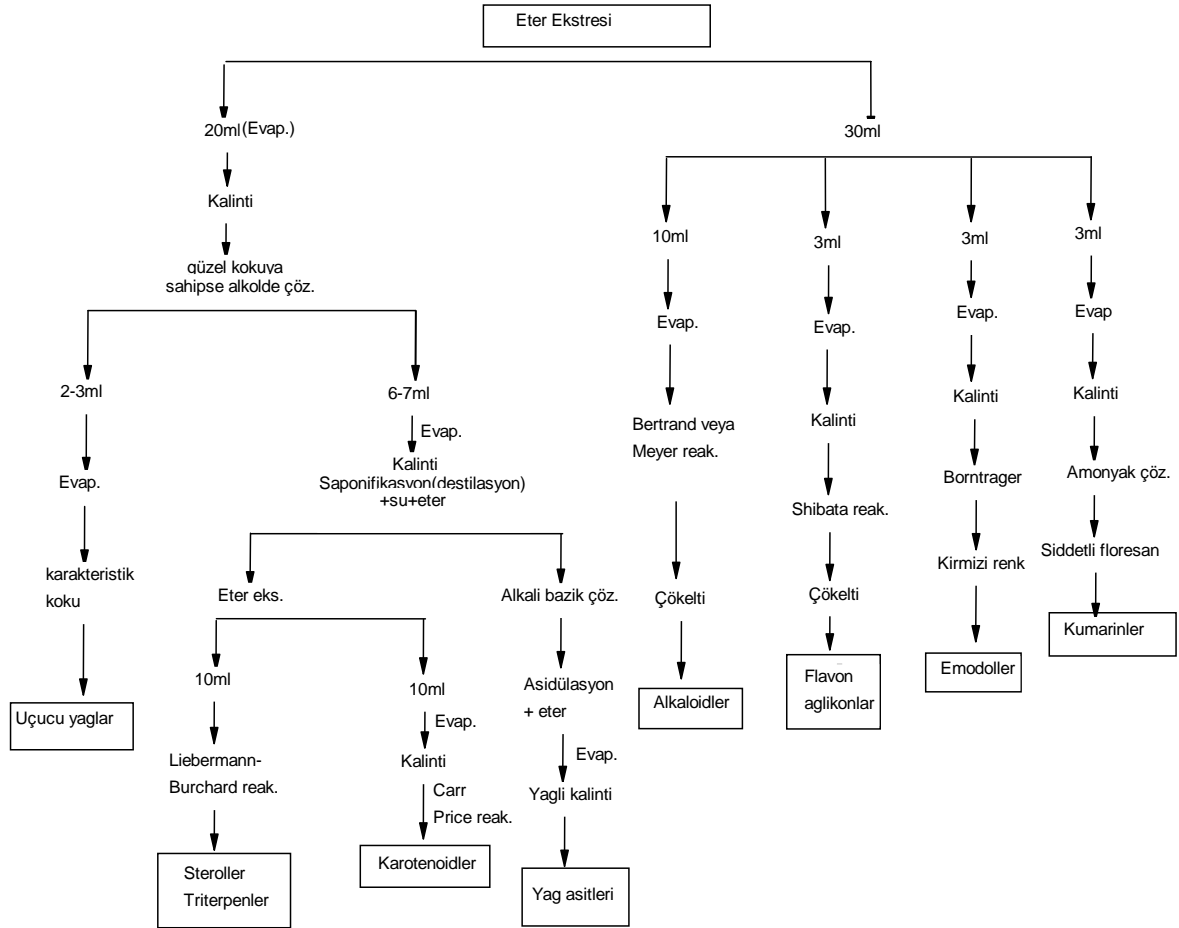 Eter Ekstresi
20ml(Evap.)
30ml
Kalinti
güzel kokuya
sahipse alkolde çöz.
10ml
3ml
3ml
3ml
Evap.
Evap.
Evap.
Evap
2-3ml
6-7ml
Evap.
Kalinti
Saponifikasyon(destilasyon)
+su+eter
Bertrand veya
Meyer reak.
Kalinti
Kalinti
Kalinti
Evap.
Shibata reak.
Borntrager
Amonyak çöz.
karakteristik
koku
Eter eks.
Alkali bazik çöz.
Çökelti
Çökelti
Kirmizi renk
Siddetli floresan
Uçucu yaglar
10ml
10ml
Asidülasyon
+ eter
Alkaloidler
Flavon
aglikonlar
Emodoller
Kumarinler
Liebermann-
Burchard reak.
Evap.
Kalinti
Carr
Price reak.
Evap.
Yagli kalinti
Steroller
Triterpenler
Karotenoidler
Yag asitleri